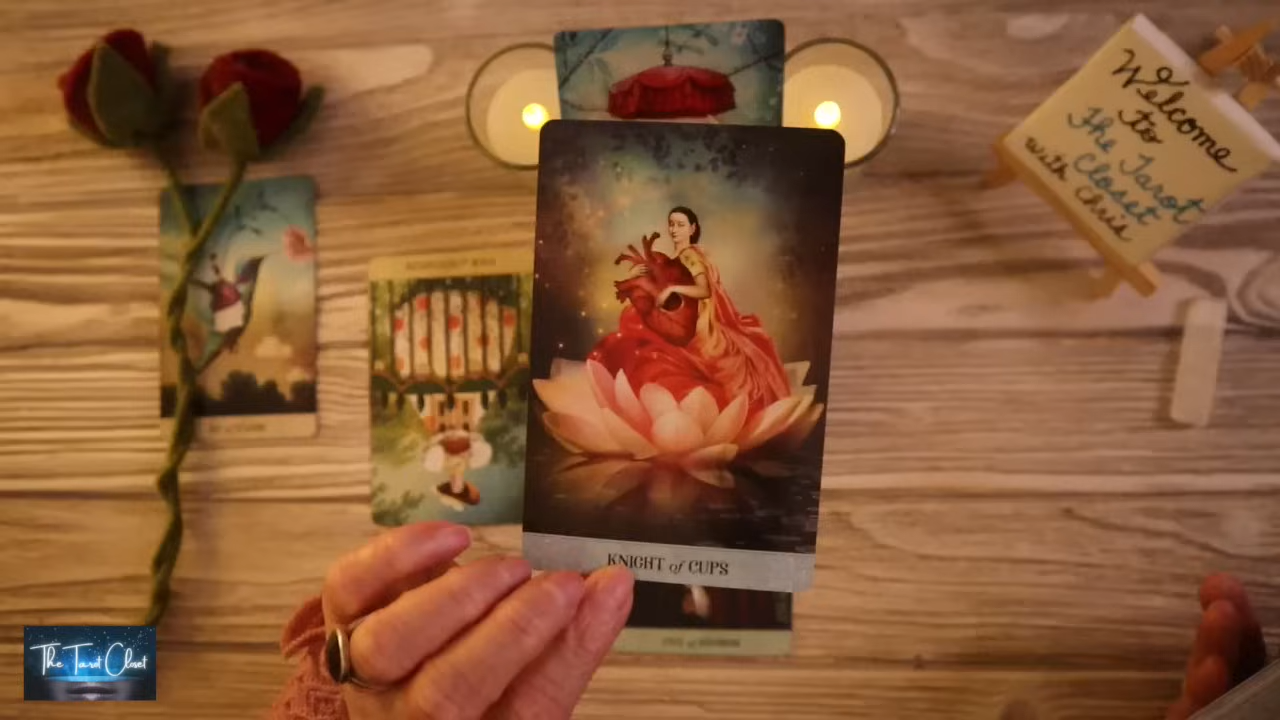 Welcome
to
The Tarot
Closet
with Chris
KNIGHT of CUPS
The Tarot Closet